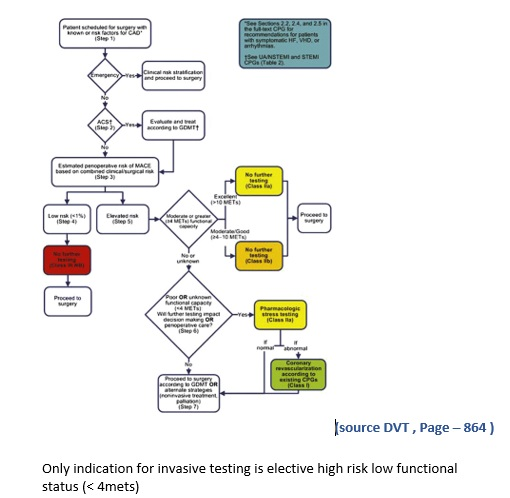 Patient scheduled for surgery with
known or risk factors for CAD*
(Step 1)
*See Sections 2.2, 2.4, and 2.5 in
the full-text CPG for
recommendations for patients
with symptomatic HF, VHD, or
arrhythmias.
†See UA/NSTEMI and STEMI
CPGs (Table 2).
Emergency
Yes
Clinical risk stratification
and proceed to surgery
No
ACS†
(Step 2)
Yes
Evaluate and treat
according to GDMT†
No
Estimated perioperative risk of MACE
based on combined clinical/surgical risk
(Step 3)
Low risk (<1%)
(Step 4)
Elevated risk
(Step 5)
Moderate or greater
(≥4 METs) functional
capacity
Excellent
(>10 METs)
No further
testing
(Class IIa)
Moderate/Good
(≥4–10 METs)
No further
testing
(Class IIb)
Proceed to
surgery
No further
testing
Proceed to
surgery
No or
unknown
Poor OR unknown
functional capacity
(<4 METs)
Will further testing impact
decision making OR
perioperative care?
(Step 6)
Yes
Pharmacologic
stress testing
(Class IIa)
If
normal
If
abnormal
Coronary
revascularization
according to
existing CPGs
(Class I)
No
Proceed to surgery
according to GDMT OR
alternate strategies
(noninvasive treatment,
palliation)
(Step 7)
(source DVT , Page – 864 )
Only indication for invasive testing is elective high risk low functional
status (< 4mets)